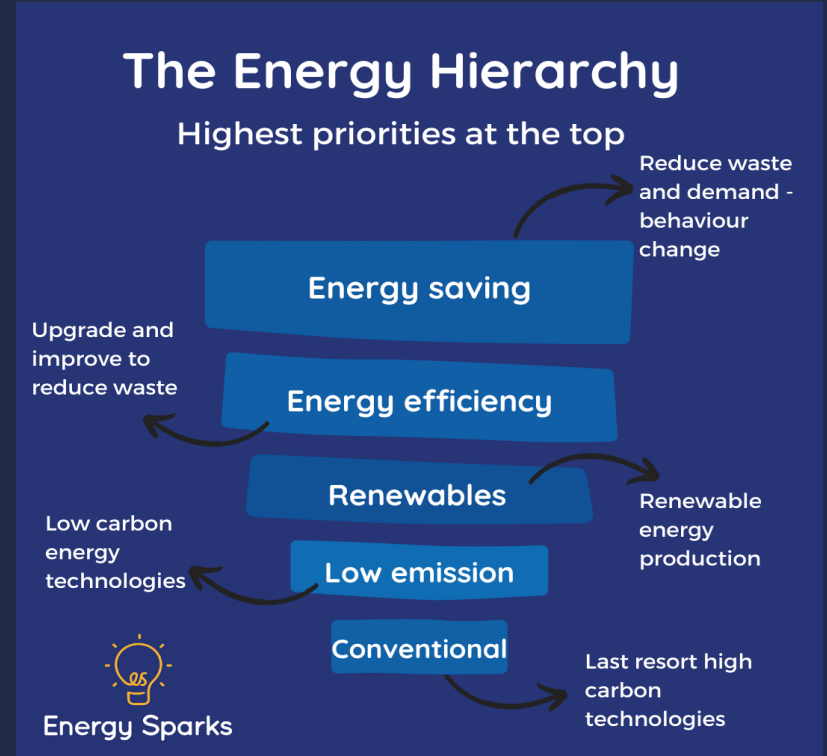 The Energy Hierarchy
Highest priorities at the top
Reduce waste
and demand -
behaviour
change
Energy saving
Upgrade and
improve to
reduce waste
Energy efficiency
Renewables
Renewable
energy
production
Low carbon
energy
technologies
Low emission
Conventional
Last resort high
carbon
technologies
es
Energy Sparks